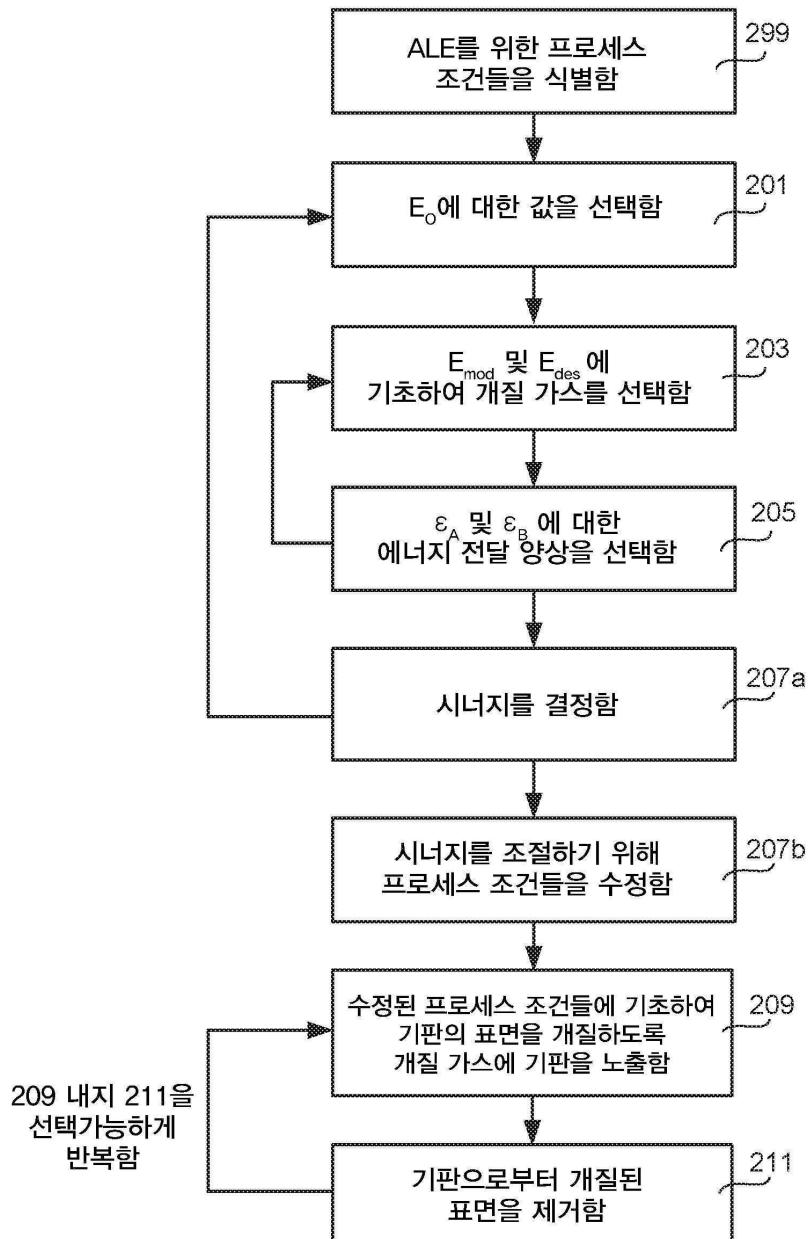 ALE를 위한 프로세스
조건들을 식별함
299
E₀에 대한 값을 선택함
201
E_mod 및 E_des 에
기초하여 개질 가스를 선택함
203
ε_A 및 ε_B 에 대한
에너지 전달 양상을 선택함
205
시너지를 결정함
207a
시너지를 조절하기 위해
프로세스 조건들을 수정함
207b
수정된 프로세스 조건들에 기초하여
기판의 표면을 개질하도록
개질 가스에 기판을 노출함
209
209 내지 211을
선택가능하게
반복함
기판으로부터 개질된
표면을 제거함
211